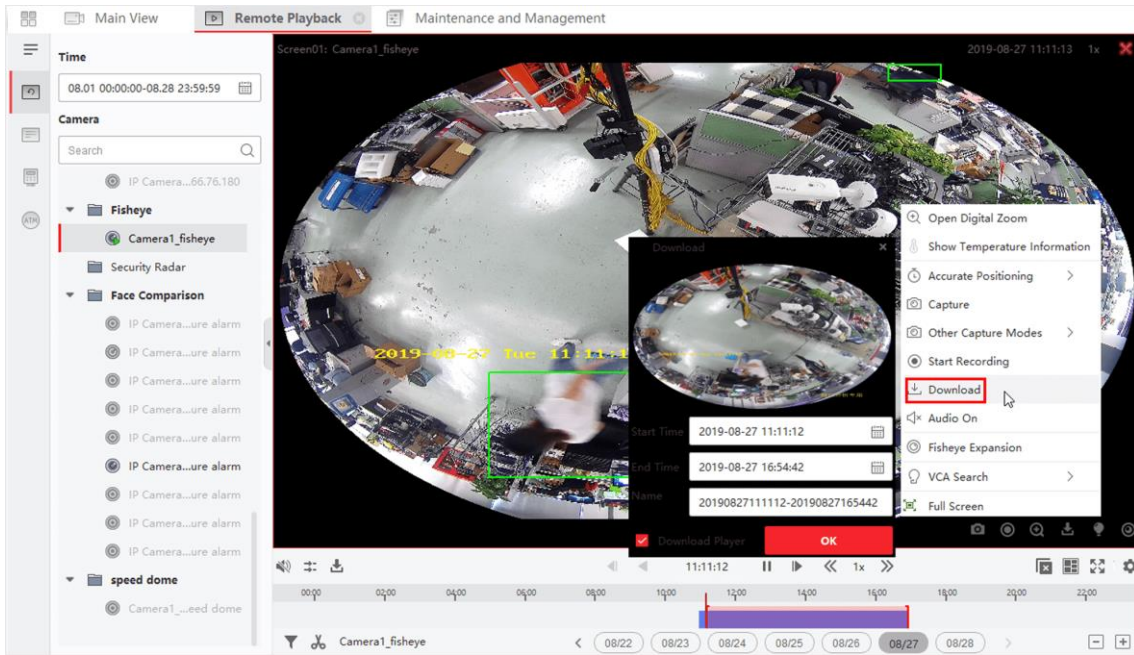 Main View
Remote Playback
Maintenance and Management
Time
08.01 00:00:00-08.28 23:59:59
Camera
Search
IP Camera...66.76.180
Fisheye
Camera1_fisheye
Security Radar
Face Comparison
IP Camera...ure alarm
IP Camera...ure alarm
IP Camera...ure alarm
IP Camera...ure alarm
IP Camera...ure alarm
IP Camera...ure alarm
IP Camera...ure alarm
IP Camera...ure alarm
IP Camera...ure alarm
speed dome
Camera1_...eed dome
ATM
Screen01: Camera1_fisheye
2019-08-27 11:11:13 1x
2019-08-27 Tue 11:11:1
Download
Start Time 2019-08-27 11:11:12
End Time 2019-08-27 16:54:42
Name 20190827111112-20190827165442
Download Player
OK
Open Digital Zoom
Show Temperature Information
Accurate Positioning
Capture
Other Capture Modes
Start Recording
Download
Audio On
Fisheye Expansion
VCA Search
Full Screen
11:11:12
1x
00:00 02:00 04:00 06:00 08:00 10:00 12:00 14:00 16:00 18:00 20:00 22:00
Camera1_fisheye
08/22 08/23 08/24 08/25 08/26 08/27 08/28